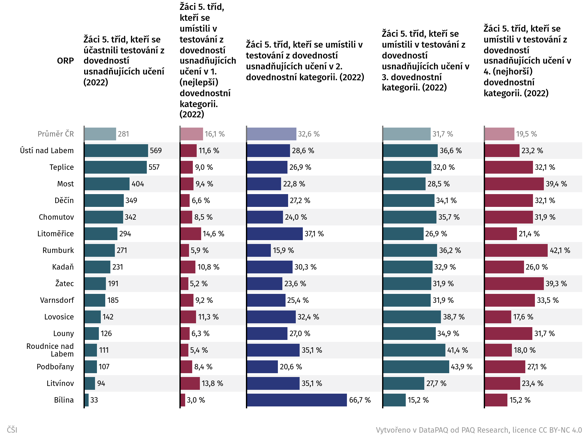 ORP
Žáci 5. tříd, kteří se
účastnili testování z
dovedností
usnadňujících učení
(2022)
Žáci 5.
tříd,
kteří se
umístili v
testování z
dovedností
usnadňujících
učení v 1.
(nejlepší)
dovednostní
kategorii.
(2022)
Žáci 5. tříd, kteří se umístili v
testování z dovedností
usnadňujících učení v 2.
dovednostní kategorii. (2022)
Žáci 5. tříd, kteří se
umístili v testování z
dovedností
usnadňujících učení v
3. dovednostní
kategorii. (2022)
Žáci 5. tříd, kteří se
umístili v testování z
dovedností
usnadňujících učení v
4. (nejhorší)
dovednostní
kategorii. (2022)
Průměr ČR 281 16,1 % 32,6 % 31,7 % 19,5 %
Ústí nad Labem 569 11,6 % 28,6 % 36,6 % 23,2 %
Teplice 557 9,0 % 26,9 % 32,0 % 32,1 %
Most 404 9,4 % 22,8 % 28,5 % 39,4 %
Děčín 349 6,6 % 27,2 % 34,1 % 32,1 %
Chomutov 342 8,5 % 24,0 % 35,7 % 31,9 %
Litoměřice 294 14,6 % 37,1 % 26,9 % 21,4 %
Rumburk 271 5,9 % 15,9 % 36,2 % 42,1 %
Kadaň 231 10,8 % 30,3 % 32,9 % 26,0 %
Žatec 191 5,2 % 23,6 % 31,9 % 39,3 %
Varnsdorf 185 9,2 % 25,4 % 31,9 % 33,5 %
Lovosice 142 11,3 % 32,4 % 38,7 % 17,6 %
Louny 126 6,3 % 27,0 % 34,9 % 31,7 %
Roudnice nad
Labem 111 5,4 % 35,1 % 41,4 % 18,0 %
Podbořany 107 8,4 % 20,6 % 43,9 % 27,1 %
Litvínov 94 13,8 % 35,1 % 27,7 % 23,4 %
Bílina 33 3,0 % 66,7 % 15,2 % 15,2 %
ČŠI
Vytvořeno v DataPAQ od PAQ Research, licence CC BY-NC 4.0